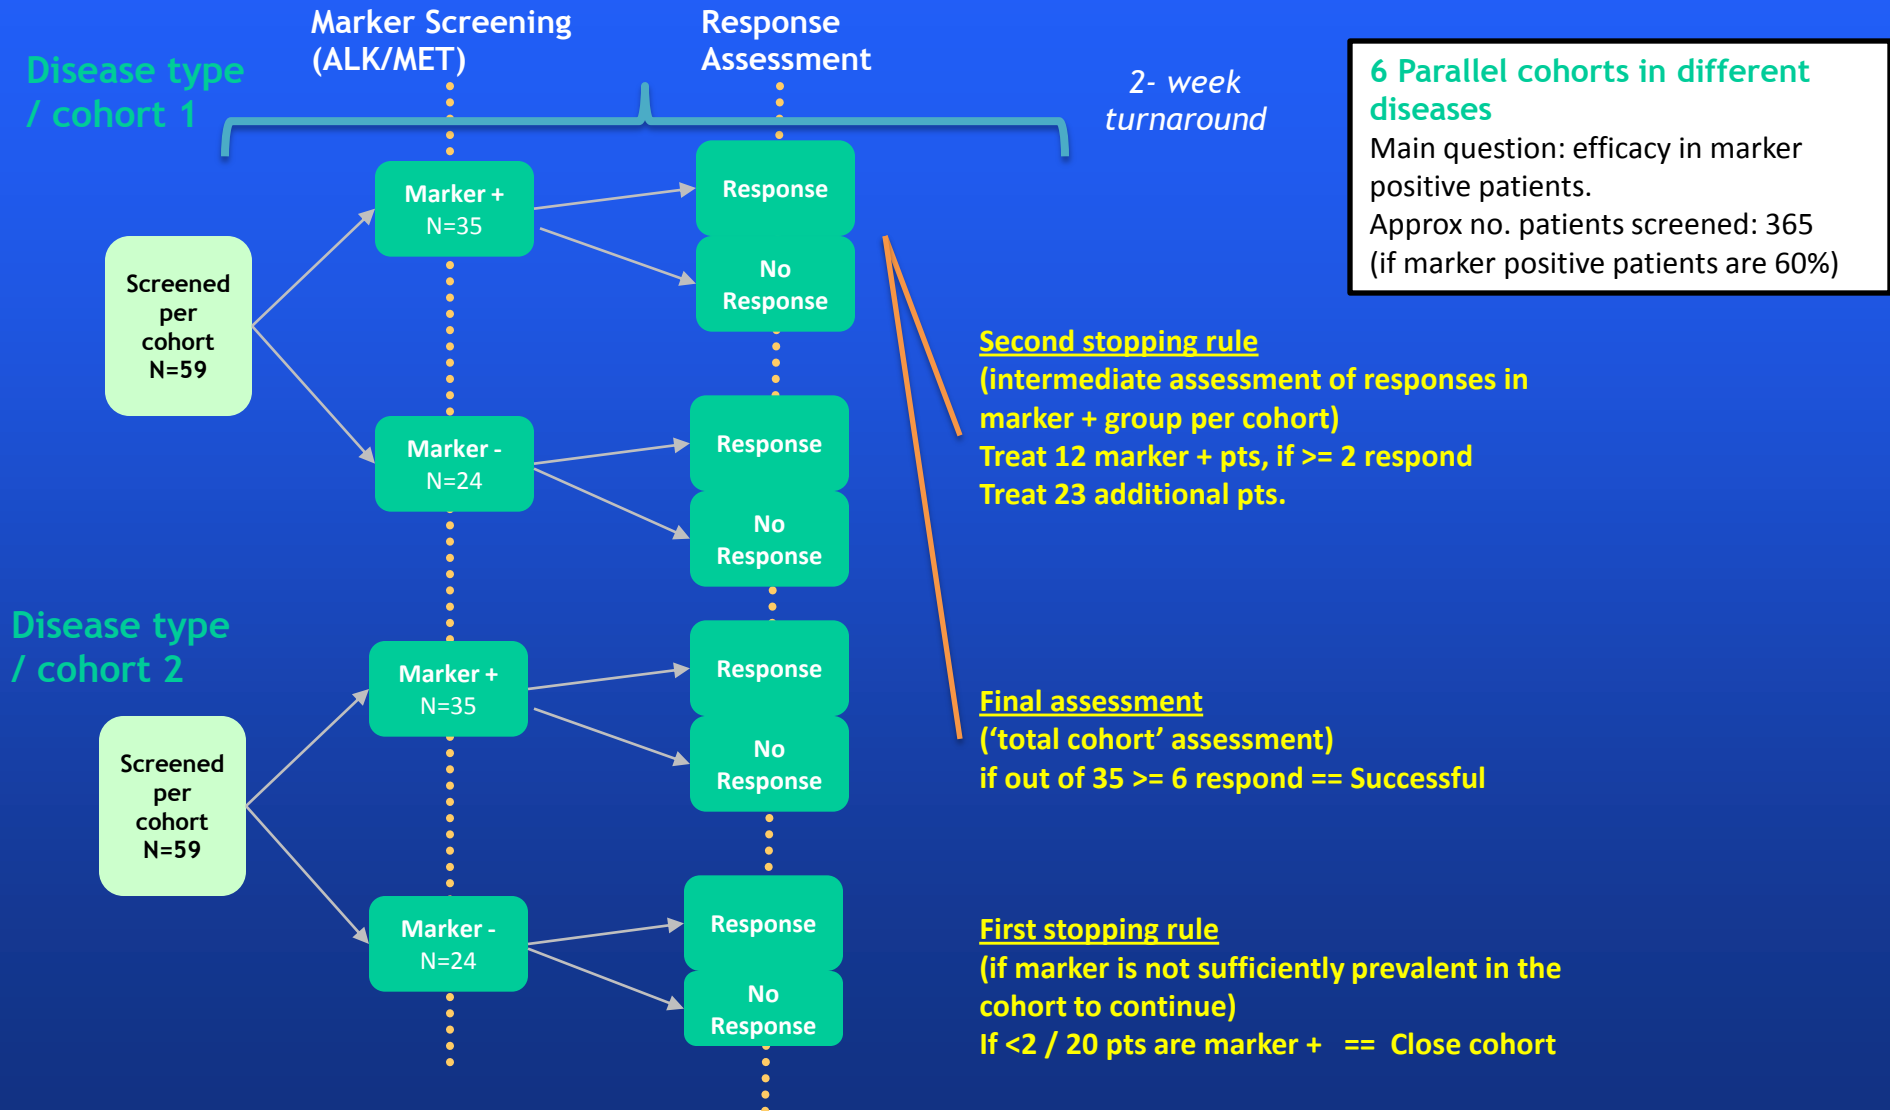 Marker Screening
(ALK/MET)
Response
Assessment
Disease type
/ cohort 1
2- week
turnaround
6 Parallel cohorts in different
diseases
Main question: efficacy in marker
positive patients.
Approx no. patients screened: 365
(if marker positive patients are 60%)
Screened
per
cohort
N=59
Marker +
N=35
Response
No
Response
Marker -
N=24
Response
No
Response
Second stopping rule
(intermediate assessment of responses in
marker + group per cohort)
Treat 12 marker + pts, if >= 2 respond
Treat 23 additional pts.
Disease type
/ cohort 2
Screened
per
cohort
N=59
Marker +
N=35
Response
No
Response
Marker -
N=24
Response
No
Response
Final assessment
(‘total cohort’ assessment)
if out of 35 >= 6 respond == Successful
First stopping rule
(if marker is not sufficiently prevalent in the
cohort to continue)
If <2 / 20 pts are marker + == Close cohort